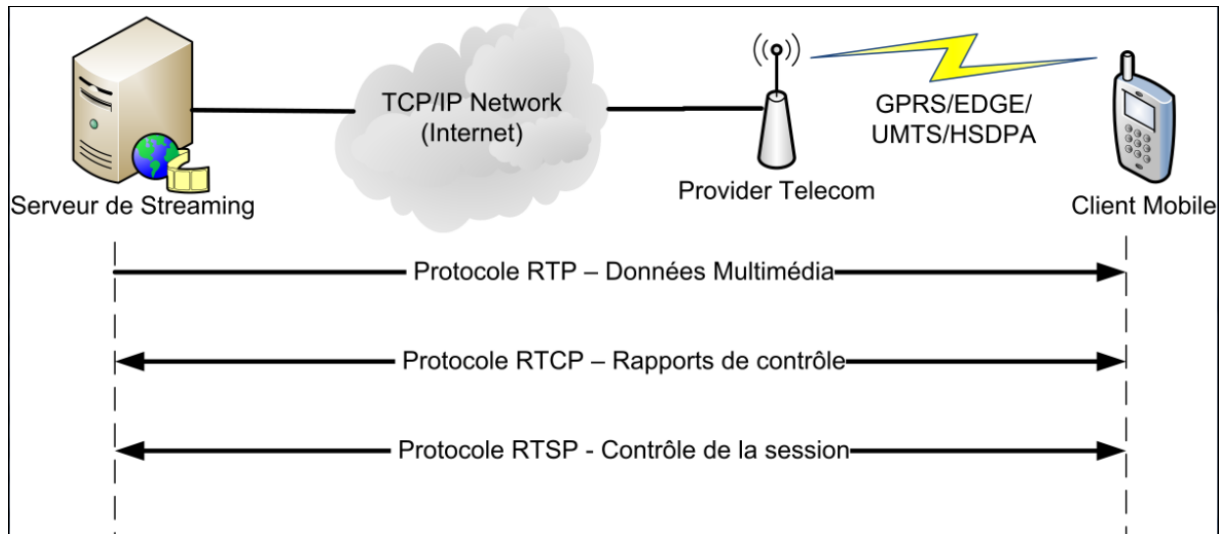 TCP/IP Network
(Internet)
GPRS/EDGE/
UMTS/HSDPA
Serveur de Streaming
Provider Telecom
Client Mobile
Protocole RTP – Données Multimédia
Protocole RTCP – Rapports de contrôle
Protocole RTSP - Contrôle de la session